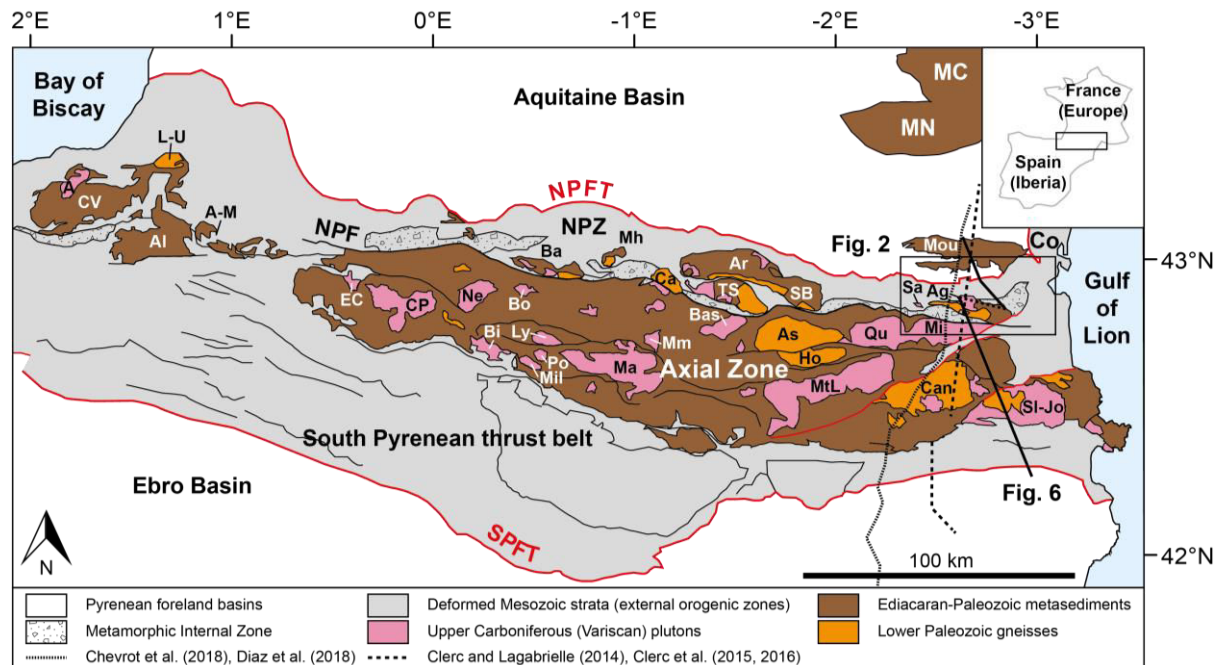 2°E
1°E
0°E
-1°E
-2°E
-3°E
Bay of
Biscay
Aquitaine Basin
MC
MN
France
(Europe)
Spain
(Iberia)
L-U
A
CV
A-M
Al
NPF
NPFT
NPZ
Fig. 2
Mou
Co
43°N
Gulf
of
Lion
Ba
Mh
Ar
Ca
TS
SB
Sa
Ag
EC
CP
Ne
Bo
Bas
As
Qu
Mi
Bi
Ly
Mm
Ho
Po
Mil
Ma
Axial Zone
MtL
Can
Sl-Jo
South Pyrenean thrust belt
Ebro Basin
SPFT
Fig. 6
42°N
100 km
N
Pyrenean foreland basins
Deformed Mesozoic strata (external orogenic zones)
Ediacaran-Paleozoic metasediments
Metamorphic Internal Zone
Upper Carboniferous (Variscan) plutons
Lower Paleozoic gneisses
Chevrot et al. (2018), Diaz et al. (2018)
Clerc and Lagabrielle (2014), Clerc et al. (2015, 2016)